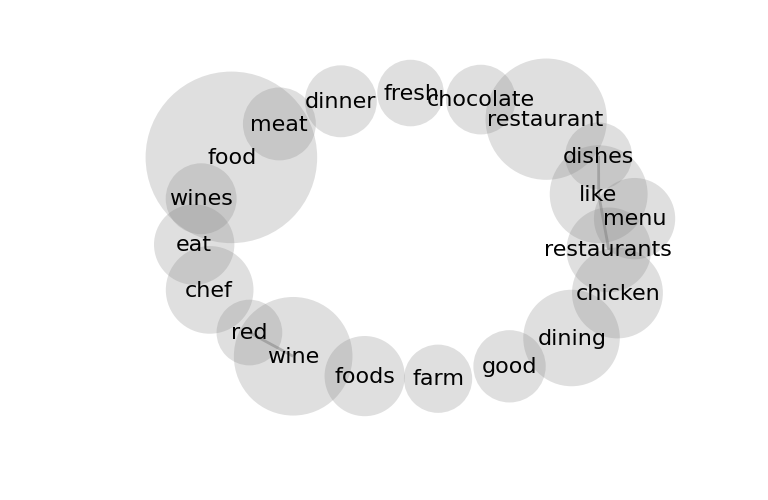 fresh
chocolate
dinner
restaurant
meat
food
dishes
like
wines
menu
eat
restaurants
chef
chicken
red
dining
wine
good
foods
farm